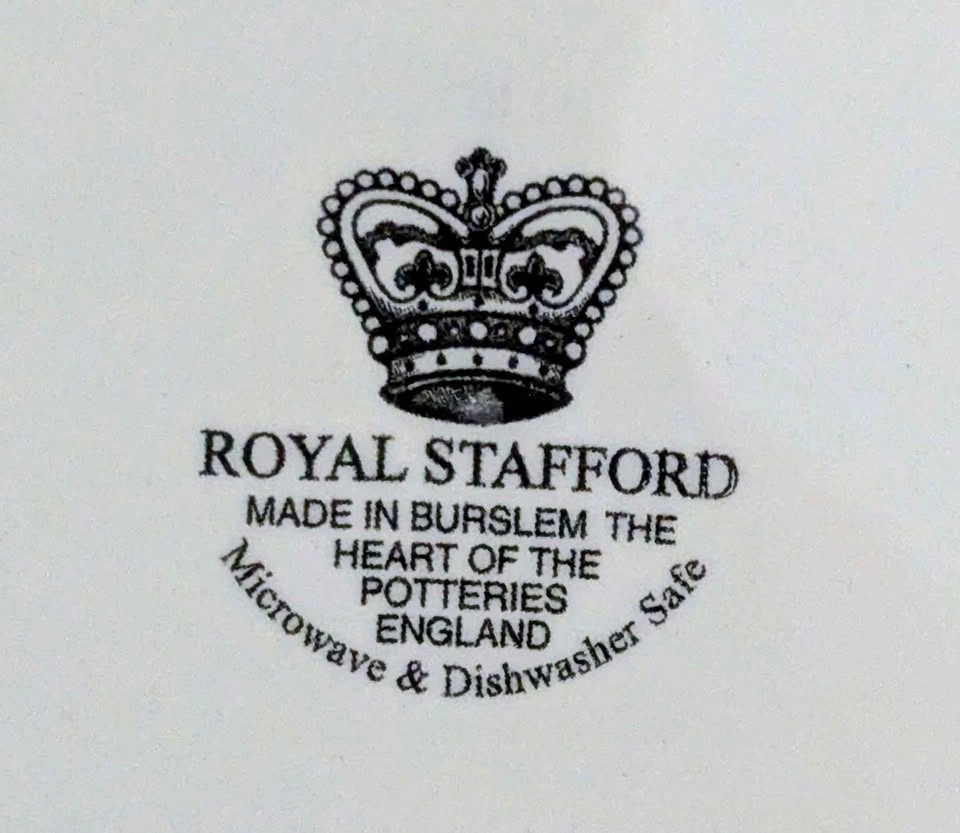 ROYAL STAFFORD
MADE IN BURSLEM THE
HEART OF THE
POTTERIES
ENGLAND
Microwave & Dishwasher Safe